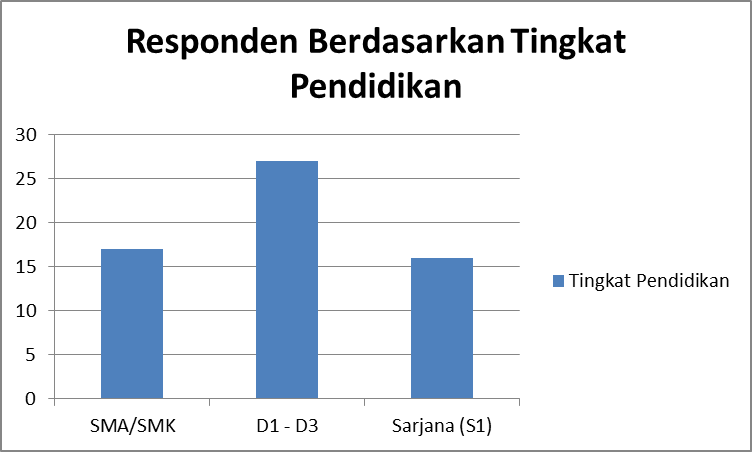 Responden Berdasarkan Tingkat
Pendidikan
30
25
20
15
10
5
0
SMA/SMK
D1 - D3
Sarjana (S1)
Tingkat Pendidikan